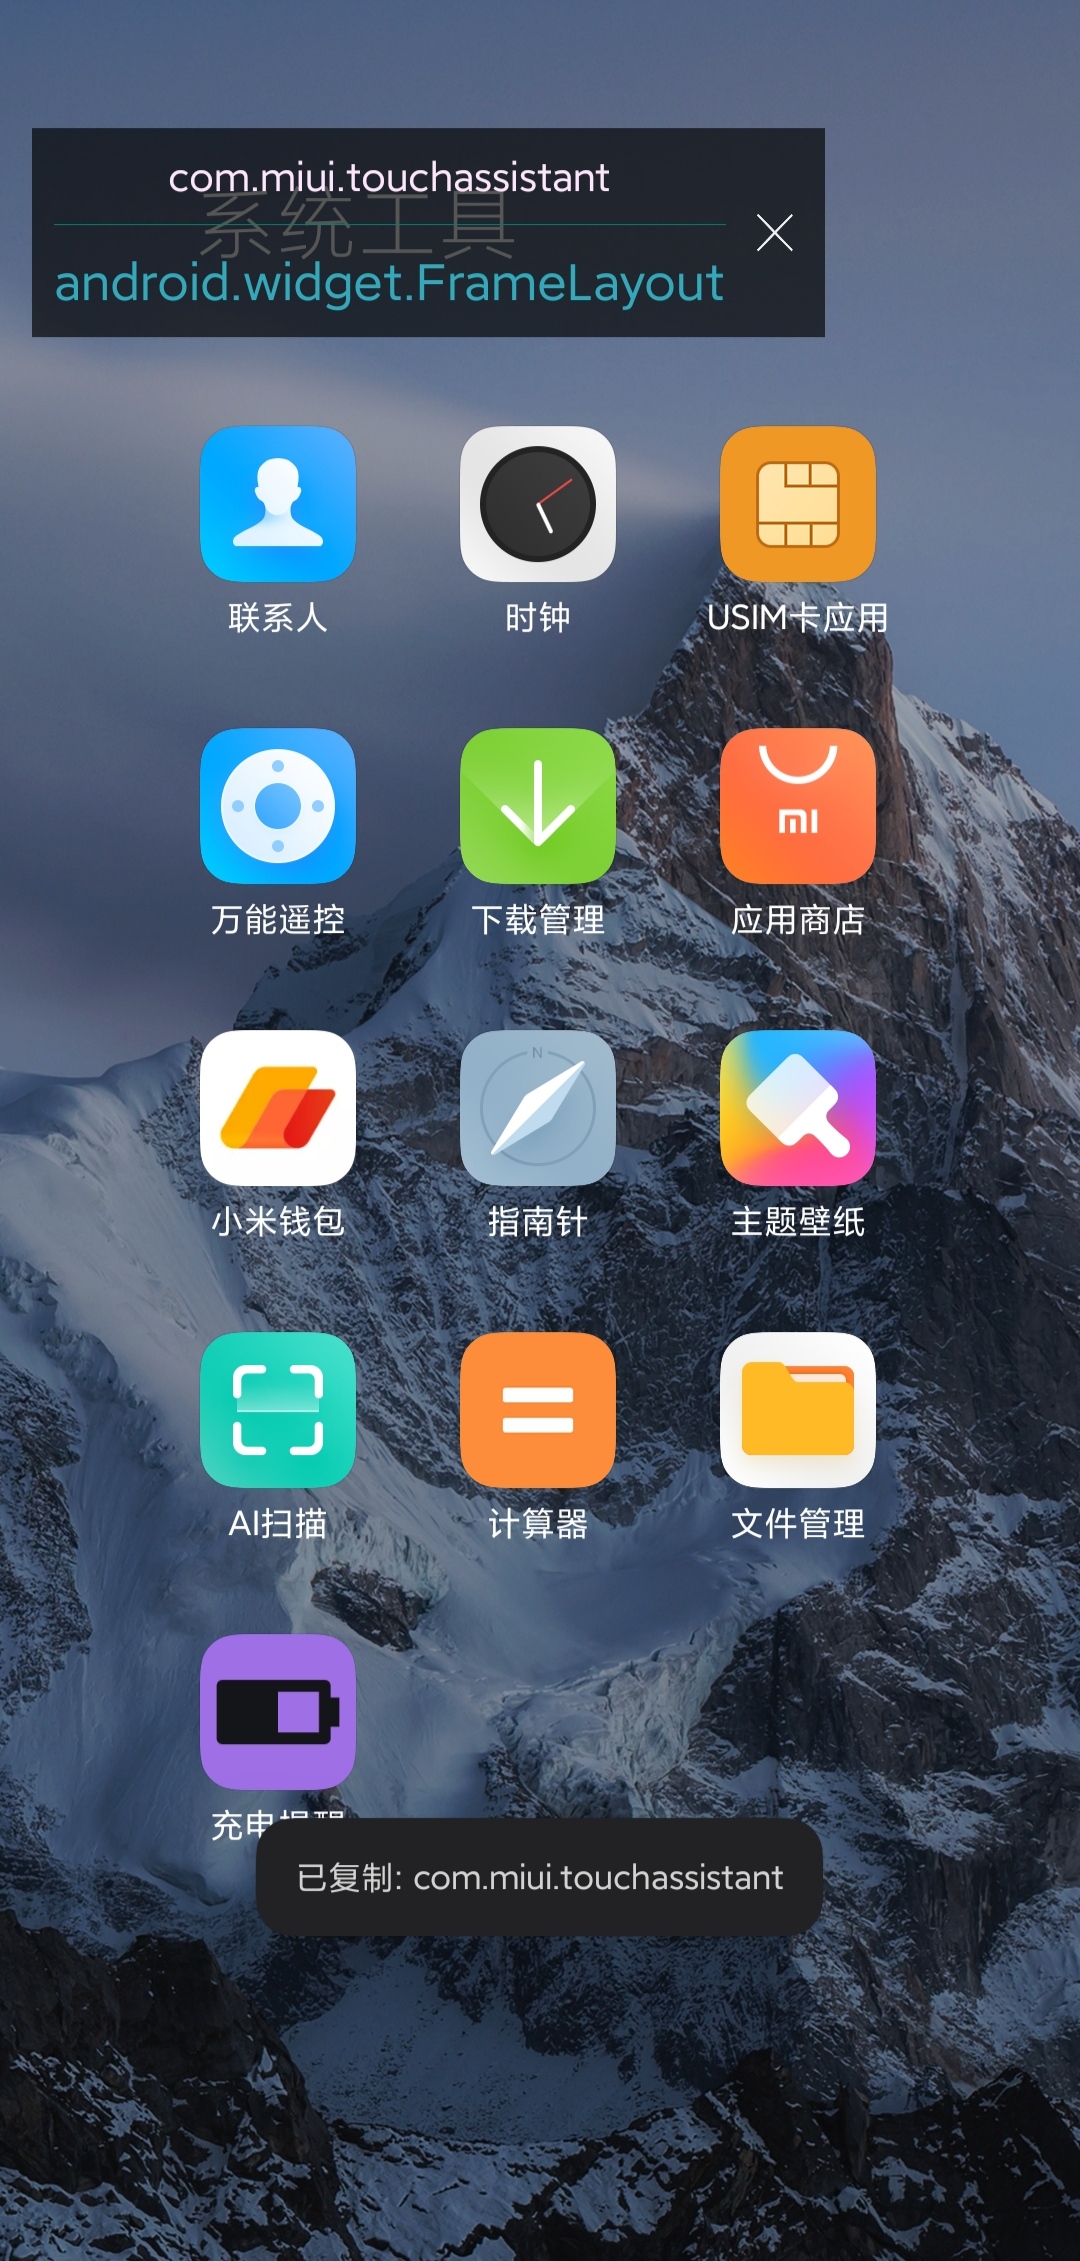 com.miui.touchassistant
系统工具
android.widget.FrameLayout
联系人
时钟
USIM卡应用
万能遥控
下载管理
mi
应用商店
小米钱包
N
指南针
主题壁纸
AI扫描
计算器
文件管理
充电提醒
已复制: com.miui.touchassistant